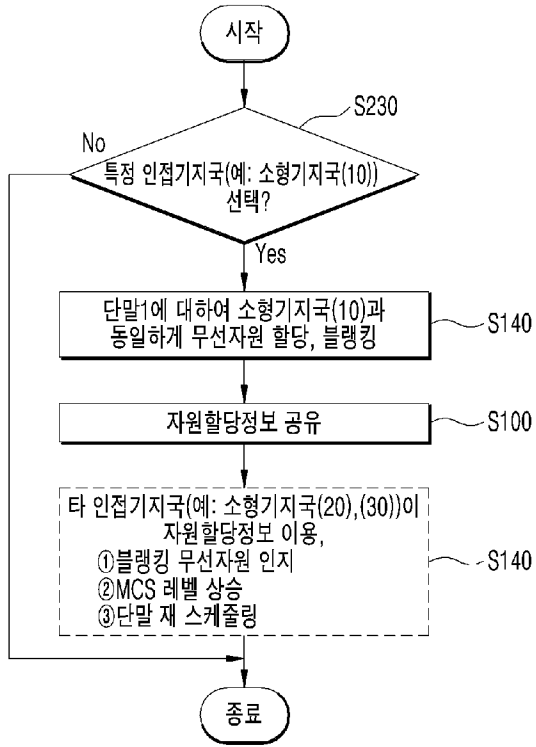 시작
S230
No
특정 인접기지국(예: 소형기지국(10))
선택?
Yes
단말1에 대하여 소형기지국(10)과
동일하게 무선자원 할당, 블랭킹
S140
자원할당정보 공유
S100
타 인접기지국(예: 소형기지국(20),(30))이
자원할당정보 이용,
①블랭킹 무선자원 인지
②MCS 레벨 상승
③단말 재 스케줄링
S140
종료